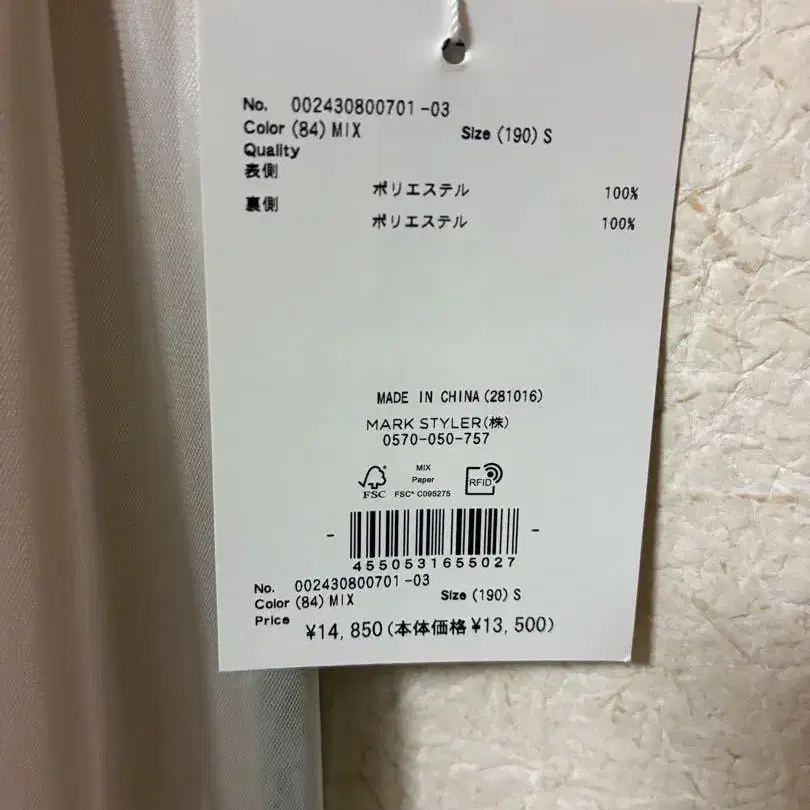 No. 002430800701-03
Color (84) MIX Size (190) S
Quality
表側
ポリエステル 100%
裏側
ポリエステル 100%
MADE IN CHINA (281016)
MARK STYLER(株)
0570-050-757
FSC
MIX
Paper
FSC® C095275
RFID
4550531655027
No. 002430800701-03
Color (84) MIX Size (190) S
Price ¥14,850(本体価格¥13,500)